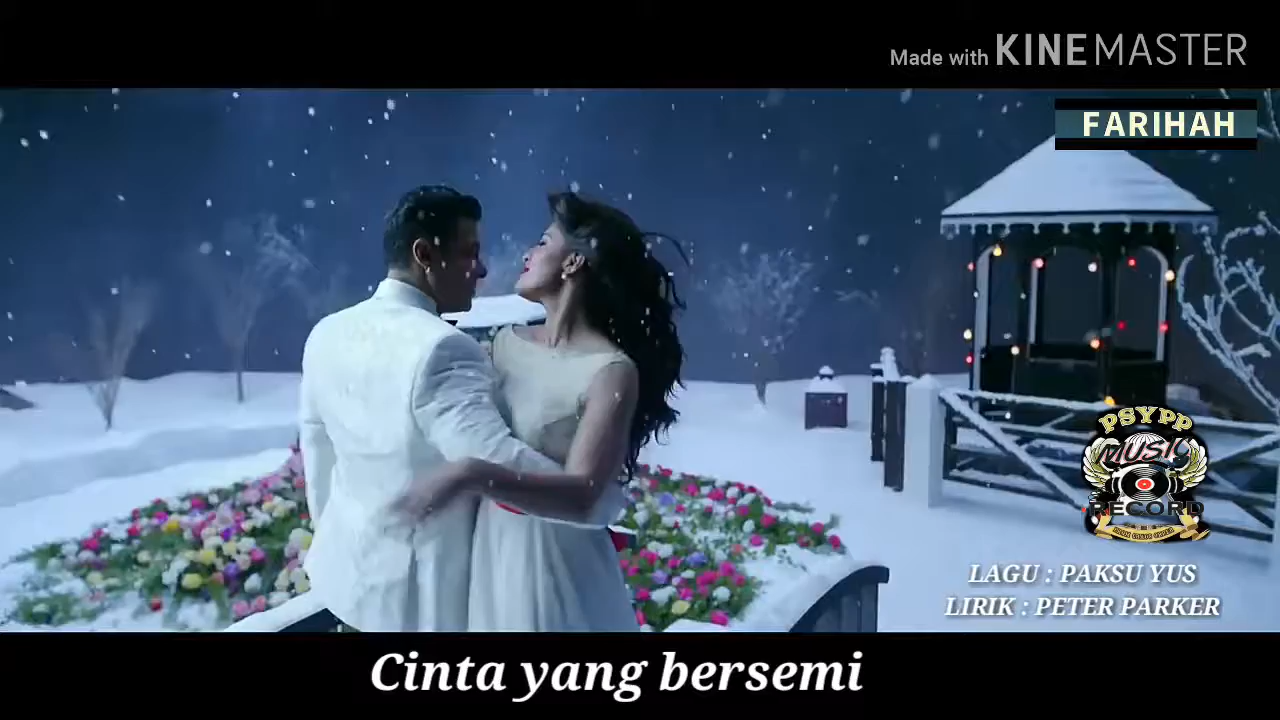 Made with KINEMASTER
FARIHAH
PSYPP
MUSIC
RECORD
LAGU : PAKSU YUS
LIRIK : PETER PARKER
Cinta yang bersemi